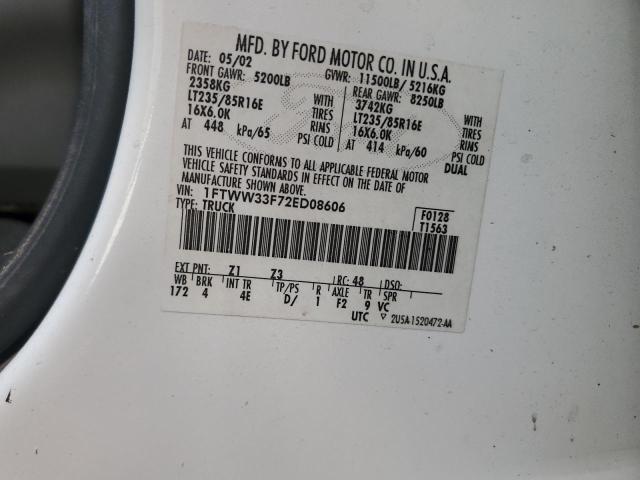 MFD. BY FORD MOTOR CO. IN U.S.A.
DATE: 05/02 GVWR: 11500LB/ 5216KG
FRONT GAWR: 5200LB REAR GAWR: 8250LB
2358KG WITH 3742KG WITH
LT235/85R16E TIRES LT235/85R16E TIRES
16X6.0K RINS 16X6.0K RINS
AT 448 kPa/65 PSI COLD AT 414 kPa/60 PSI COLD
DUAL
THIS VEHICLE CONFORMS TO ALL APPLICABLE FEDERAL MOTOR
VEHICLE SAFETY STANDARDS IN EFFECT ON THE DATE OF
MANUFACTURE SHOWN ABOVE.
VIN: 1FTWW33F72ED08606 F0128
TYPE: TRUCK T1563
EXT PNT: Z1 Z3 RC: 48 DSO:
WB BRK INT TR TP/PS R AXLE TR SPR
172 4 4E D/ 1 F2 9 VC
UTC ▽ 2U5A-1520472-AA